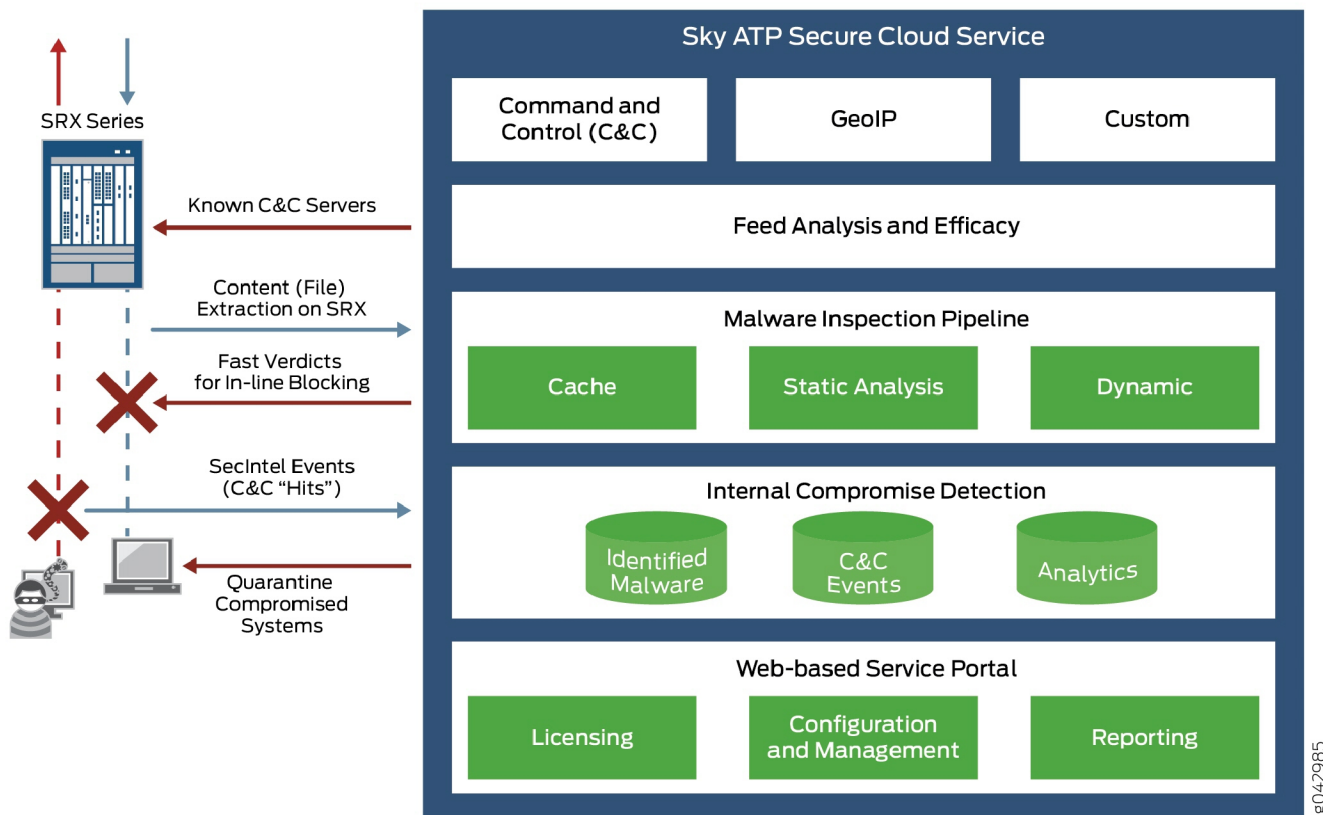 Sky ATP Secure Cloud Service
SRX Series
Command and
Control (C&C)
GeoIP
Custom
Known C&C Servers
Feed Analysis and Efficacy
Content (File)
Extraction on SRX
Malware Inspection Pipeline
Fast Verdicts
for In-line Blocking
Cache
Static Analysis
Dynamic
SecIntel Events
(C&C “Hits”)
Internal Compromise Detection
Identified
Malware
C&C
Events
Analytics
Quarantine
Compromised
Systems
Web-based Service Portal
Licensing
Configuration
and Management
Reporting
g042985